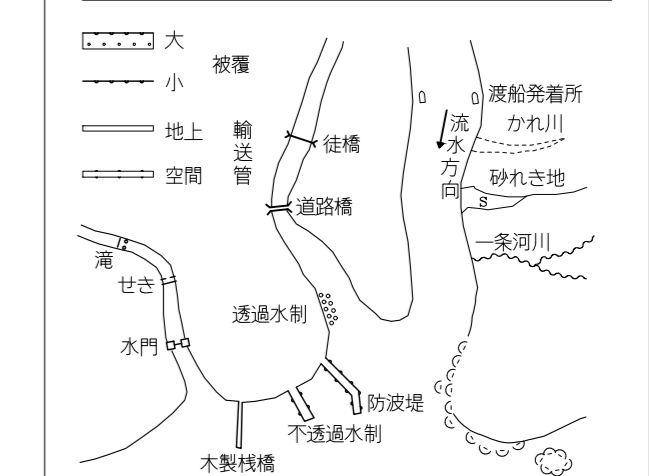 大
被覆
小
地上
輸送管
空間
徒橋
道路橋
渡船発着所
かれ川
流水方向
砂れき地
s
一条河川
滝
せき
水門
透過水制
防波堤
不透過水制
木製桟橋